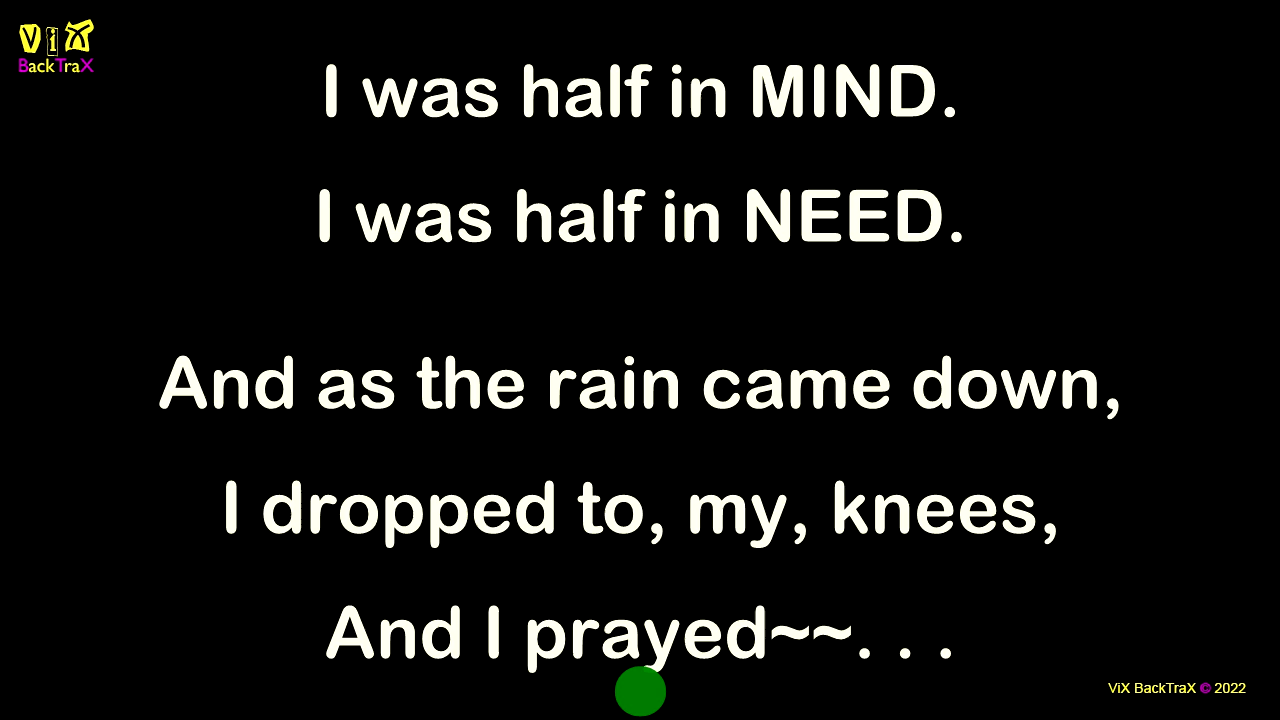 ViX
BackTraX
I was half in MIND.
I was half in NEED.
And as the rain came down,
I dropped to, my, knees,
And I prayed~~. . .
ViX BackTraX © 2022